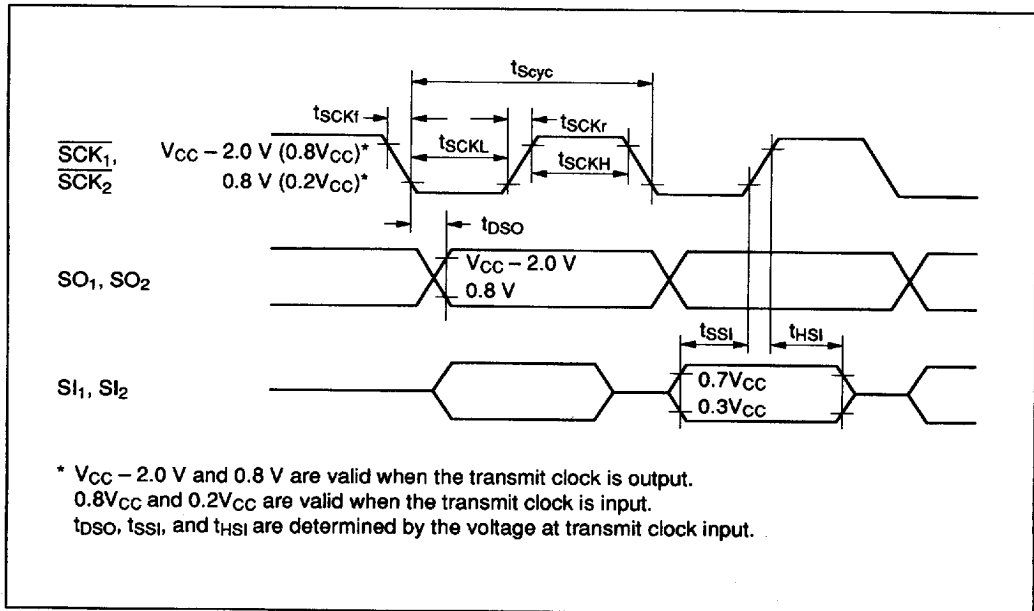 tScyc
tSCKf
tSCKr
tSCKL
tSCKH
SCK1, VCC – 2.0 V (0.8VCC)*
SCK2 0.8 V (0.2VCC)*
tDSO
SO1, SO2
VCC – 2.0 V
0.8 V
tSSI
tHSI
SI1, SI2
0.7VCC
0.3VCC
* VCC – 2.0 V and 0.8 V are valid when the transmit clock is output.
0.8VCC and 0.2VCC are valid when the transmit clock is input.
tDSO, tSSI, and tHSI are determined by the voltage at transmit clock input.